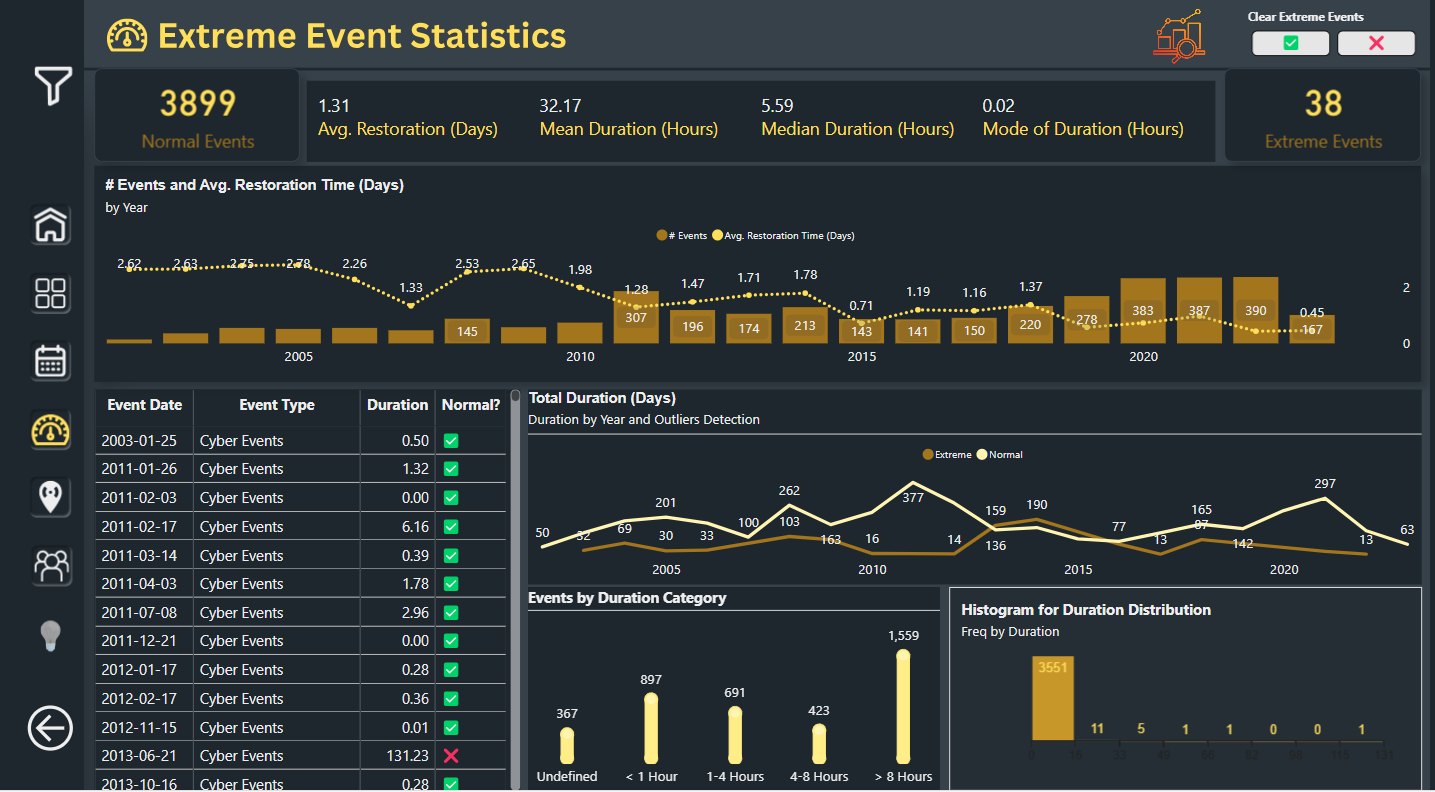 Extreme Event Statistics
Clear Extreme Events
3899
Normal Events
1.31
Avg. Restoration (Days)
32.17
Mean Duration (Hours)
5.59
Median Duration (Hours)
0.02
Mode of Duration (Hours)
38
Extreme Events
# Events and Avg. Restoration Time (Days)
by Year
# Events Avg. Restoration Time (Days)
2.62 2.63 2.75 2.78 2.26 1.33 2.53 2.65 1.98 1.28 1.47 1.71 1.78 0.71 1.19 1.16 1.37 0.45
145 307 196 174 213 143 141 150 220 278 383 387 390 167
2
0
2005 2010 2015 2020
Event Date Event Type Duration Normal?
2003-01-25 Cyber Events 0.50
2011-01-26 Cyber Events 1.32
2011-02-03 Cyber Events 0.00
2011-02-17 Cyber Events 6.16
2011-03-14 Cyber Events 0.39
2011-04-03 Cyber Events 1.78
2011-07-08 Cyber Events 2.96
2011-12-21 Cyber Events 0.00
2012-01-17 Cyber Events 0.28
2012-02-17 Cyber Events 0.36
2012-11-15 Cyber Events 0.01
2013-06-21 Cyber Events 131.23
2013-10-16 Cyber Events 0.28
Total Duration (Days)
Duration by Year and Outliers Detection
Extreme Normal
50 201 100 262 163 377 136 77 165 142 297 63
69 30 33 103 16 14 159 190 13 13
2005 2010 2015 2020
Events by Duration Category
367 897 691 423 1,559
Undefined < 1 Hour 1-4 Hours 4-8 Hours > 8 Hours
Histogram for Duration Distribution
Freq by Duration
3551 11 5 1 1 0 0 1